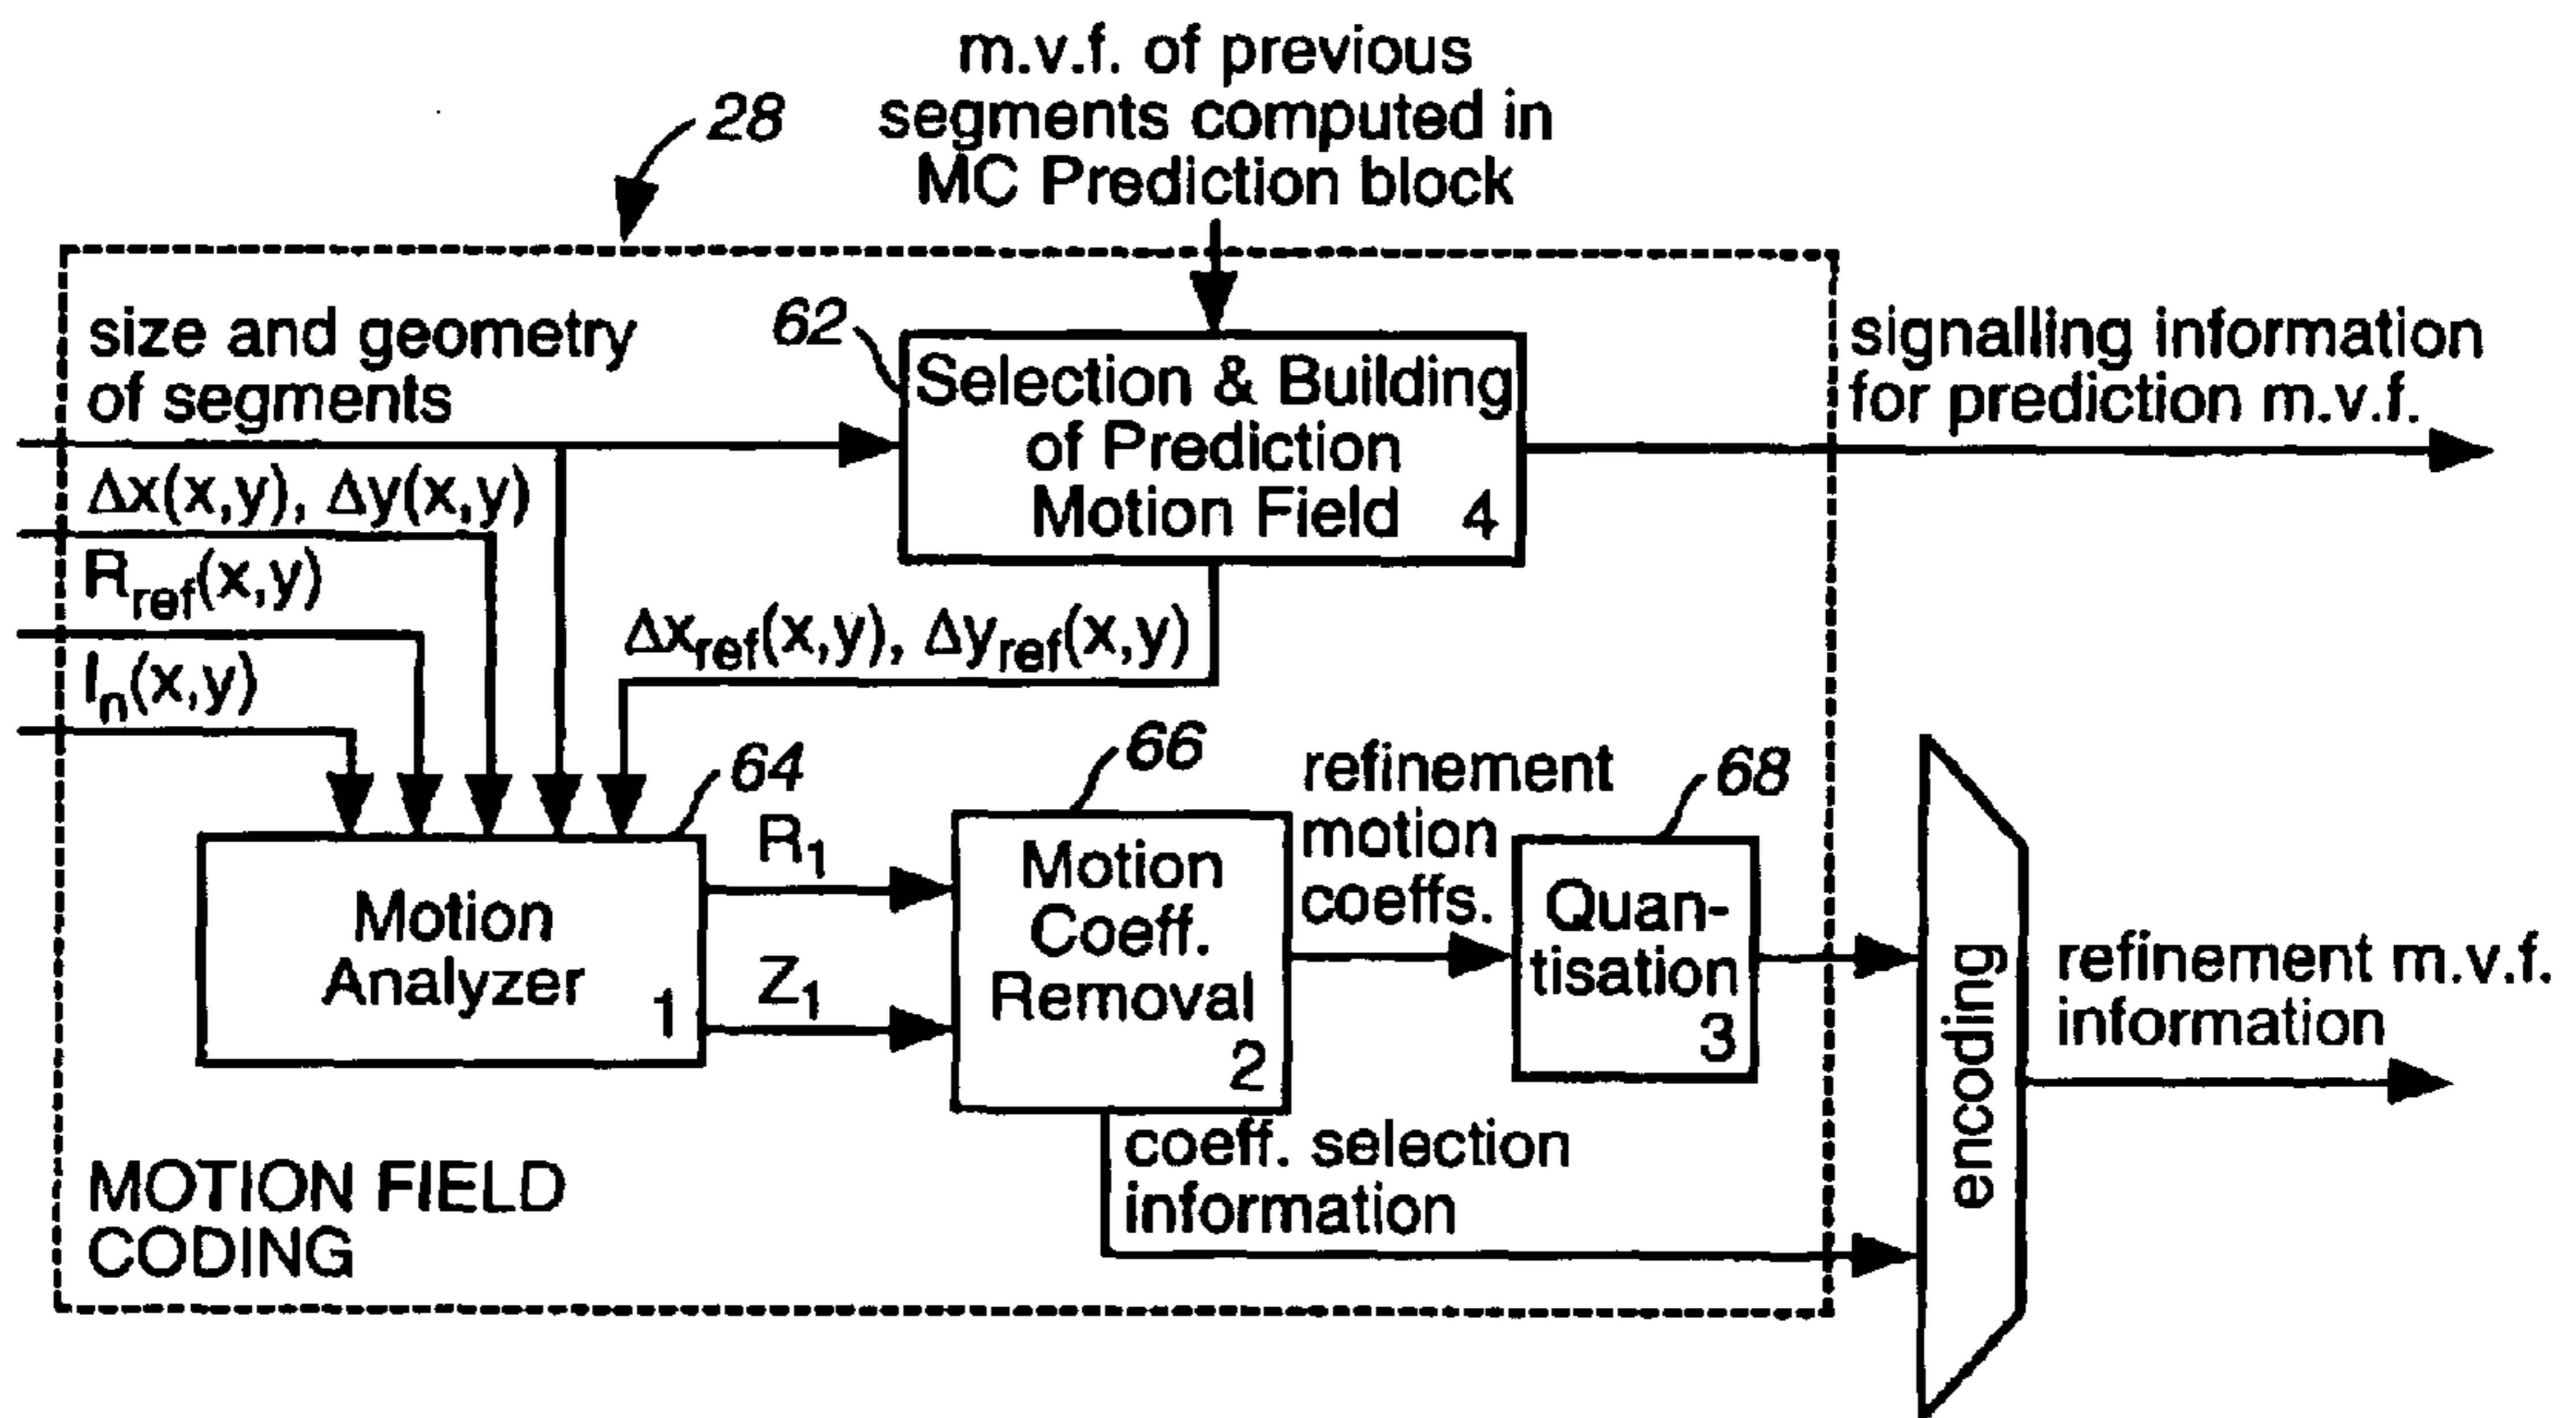 m.v.f. of previous
segments computed in
MC Prediction block
28
size and geometry
of segments
62
Selection & Building
of Prediction
Motion Field 4
signalling information
for prediction m.v.f.
Δx(x,y), Δy(x,y)
Rref(x,y)
In(x,y)
Δxref(x,y), Δyref(x,y)
64
Motion
Analyzer
1
R1
Z1
66
Motion
Coeff.
Removal
2
refinement
motion
coeffs.
68
Quan-
tisation
3
encoding
refinement m.v.f.
information
coeff. selection
information
MOTION FIELD
CODING